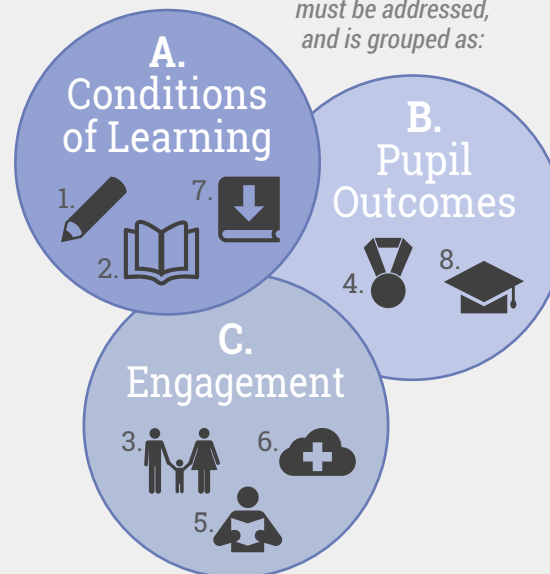 must be addressed,
and is grouped as:
A.
Conditions
of Learning
1.
7.
2.
B.
Pupil
Outcomes
4.
8.
C.
Engagement
3.
6.
5.